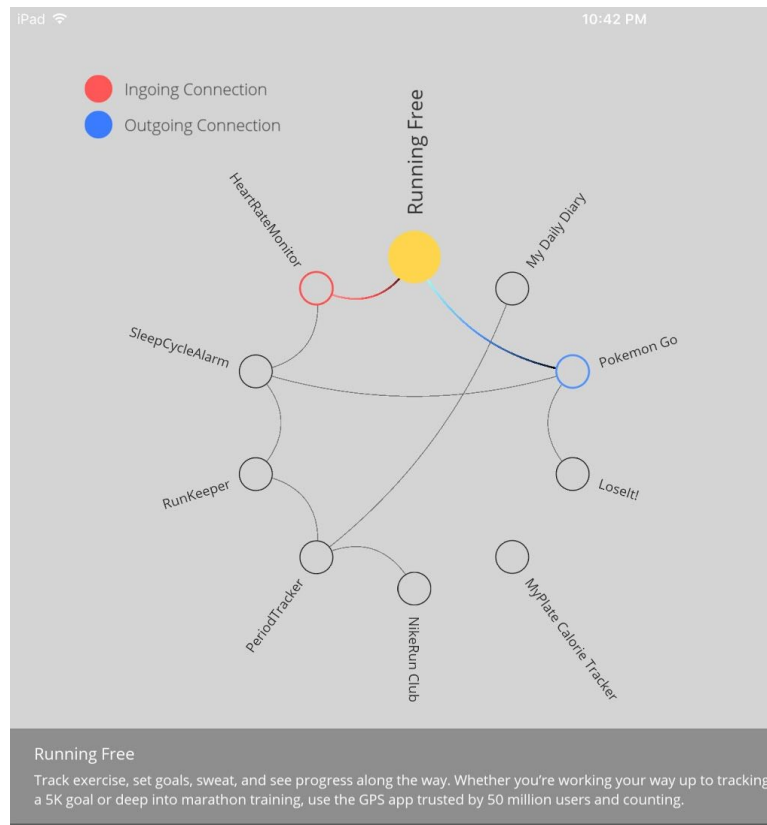 iPad 10:42 PM
Ingoing Connection
Outgoing Connection
Running Free
HeartRateMonitor
My Daily Diary
SleepCycleAlarm
Pokemon Go
RunKeeper
LoseIt!
PeriodTracker
NikeRun Club
MyPlate Calorie Tracker
Running Free
Track exercise, set goals, sweat, and see progress along the way. Whether you’re working your way up to tracking
a 5K goal or deep into marathon training, use the GPS app trusted by 50 million users and counting.